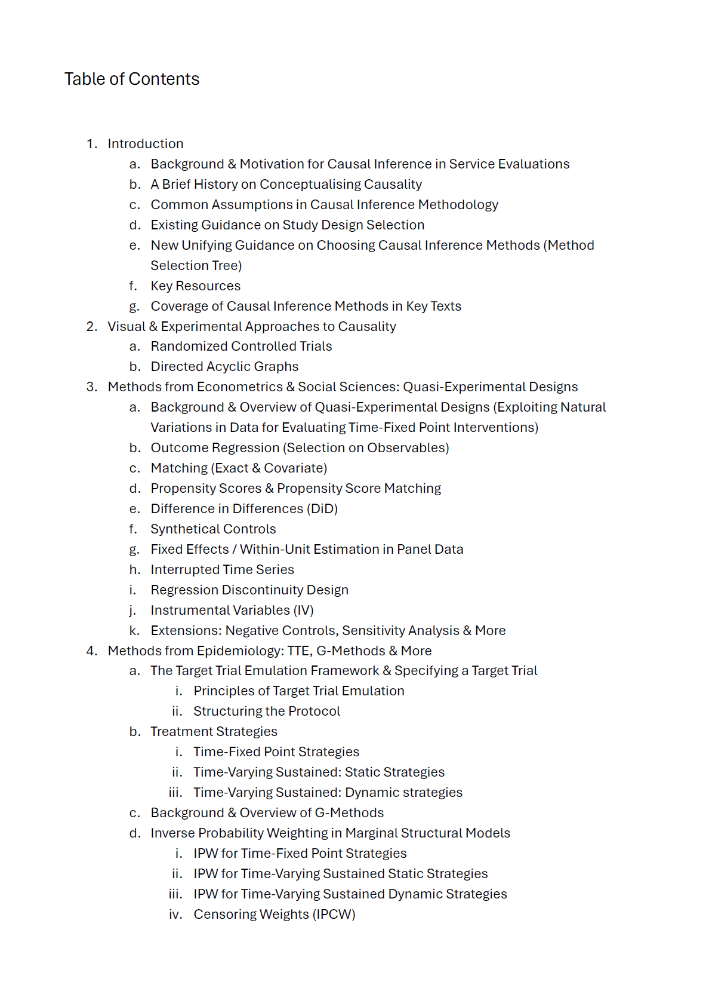 Table of Contents
1. Introduction
a. Background & Motivation for Causal Inference in Service Evaluations
b. A Brief History on Conceptualising Causality
c. Common Assumptions in Causal Inference Methodology
d. Existing Guidance on Study Design Selection
e. New Unifying Guidance on Choosing Causal Inference Methods (Method
Selection Tree)
f. Key Resources
g. Coverage of Causal Inference Methods in Key Texts
2. Visual & Experimental Approaches to Causality
a. Randomized Controlled Trials
b. Directed Acyclic Graphs
3. Methods from Econometrics & Social Sciences: Quasi-Experimental Designs
a. Background & Overview of Quasi-Experimental Designs (Exploiting Natural
Variations in Data for Evaluating Time-Fixed Point Interventions)
b. Outcome Regression (Selection on Observables)
c. Matching (Exact & Covariate)
d. Propensity Scores & Propensity Score Matching
e. Difference in Differences (DiD)
f. Synthetical Controls
g. Fixed Effects / Within-Unit Estimation in Panel Data
h. Interrupted Time Series
i. Regression Discontinuity Design
j. Instrumental Variables (IV)
k. Extensions: Negative Controls, Sensitivity Analysis & More
4. Methods from Epidemiology: TTE, G-Methods & More
a. The Target Trial Emulation Framework & Specifying a Target Trial
i. Principles of Target Trial Emulation
ii. Structuring the Protocol
b. Treatment Strategies
i. Time-Fixed Point Strategies
ii. Time-Varying Sustained: Static Strategies
iii. Time-Varying Sustained: Dynamic strategies
c. Background & Overview of G-Methods
d. Inverse Probability Weighting in Marginal Structural Models
i. IPW for Time-Fixed Point Strategies
ii. IPW for Time-Varying Sustained Static Strategies
iii. IPW for Time-Varying Sustained Dynamic Strategies
iv. Censoring Weights (IPCW)